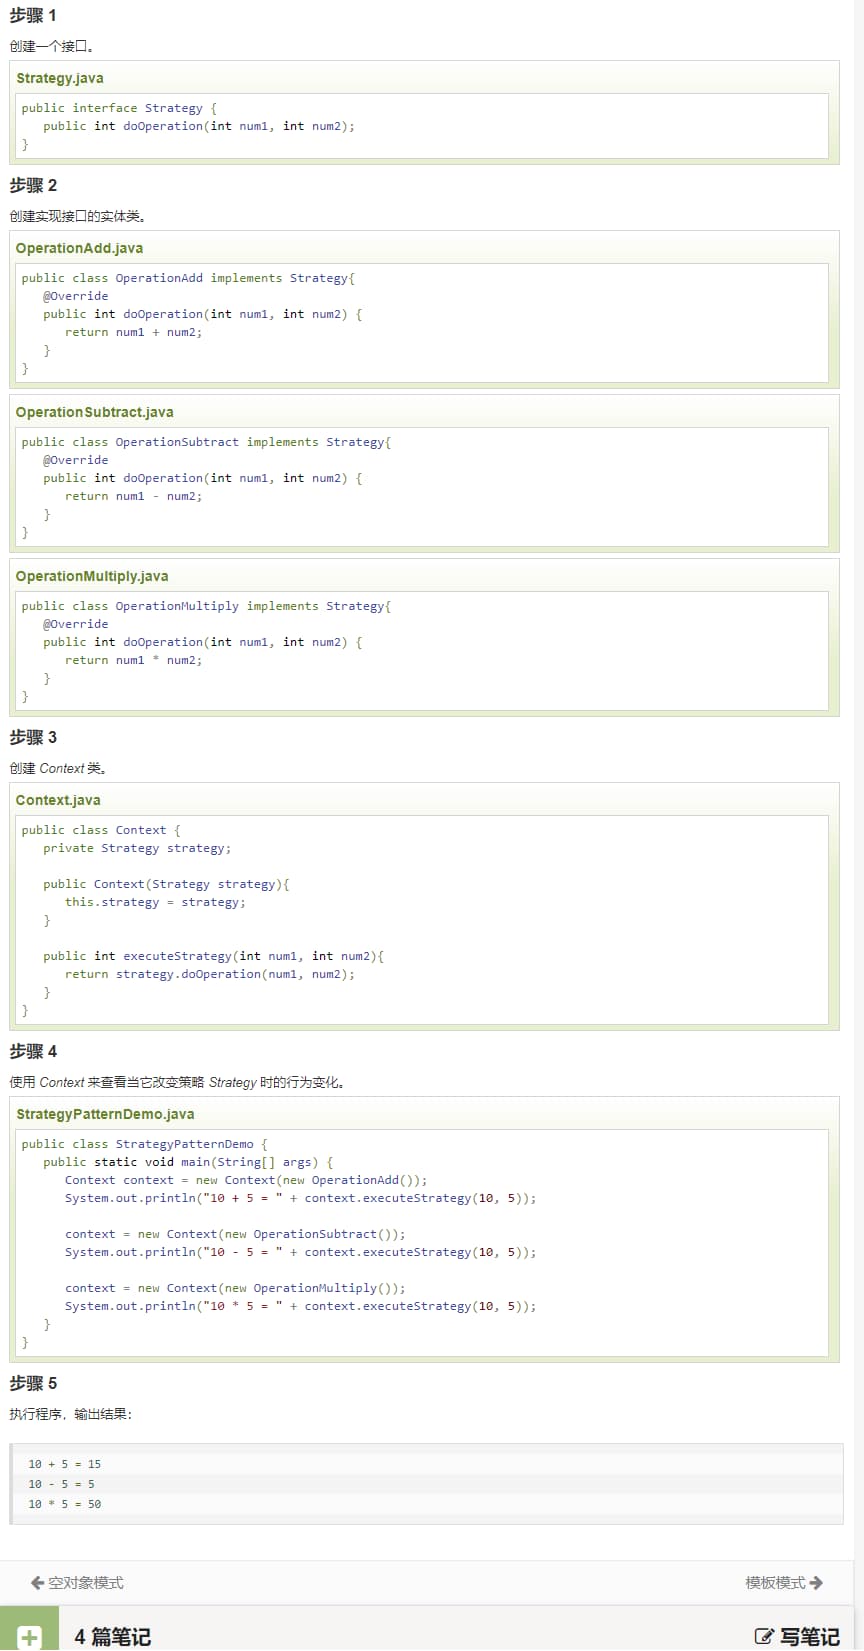 步骤 1
创建一个接口。
Strategy.java
public interface Strategy {
   public int doOperation(int num1, int num2);
}
步骤 2
创建实现接口的实体类。
OperationAdd.java
public class OperationAdd implements Strategy{
   @Override
   public int doOperation(int num1, int num2) {
      return num1 + num2;
   }
}
OperationSubtract.java
public class OperationSubtract implements Strategy{
   @Override
   public int doOperation(int num1, int num2) {
      return num1 - num2;
   }
}
OperationMultiply.java
public class OperationMultiply implements Strategy{
   @Override
   public int doOperation(int num1, int num2) {
      return num1 * num2;
   }
}
步骤 3
创建 Context 类。
Context.java
public class Context {
   private Strategy strategy;
   public Context(Strategy strategy){
      this.strategy = strategy;
   }
   public int executeStrategy(int num1, int num2){
      return strategy.doOperation(num1, num2);
   }
}
步骤 4
使用 Context 来查看当它改变策略 Strategy 时的行为变化。
StrategyPatternDemo.java
public class StrategyPatternDemo {
   public static void main(String[] args) {
      Context context = new Context(new OperationAdd());
      System.out.println("10 + 5 = " + context.executeStrategy(10, 5));
      context = new Context(new OperationSubtract());
      System.out.println("10 - 5 = " + context.executeStrategy(10, 5));
      context = new Context(new OperationMultiply());
      System.out.println("10 * 5 = " + context.executeStrategy(10, 5));
   }
}
步骤 5
执行程序，输出结果：
10 + 5 = 15
10 - 5 = 5
10 * 5 = 50
空对象模式
模板模式
4 篇笔记
写笔记